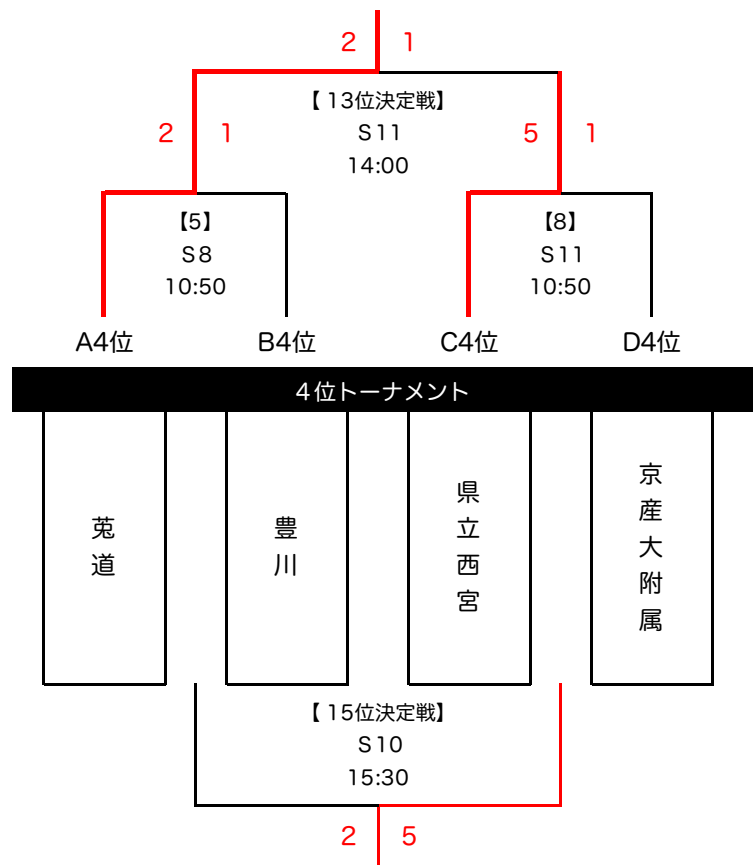 2 1
【 13位決定戦】
S11
14:00
2 1
5 1
【5】
S8
10:50
【8】
S11
10:50
A4位
B4位
C4位
D4位
４位トーナメント
莵道
豊川
県立西宮
京産大附属
【 15位決定戦】
S10
15:30
2 5